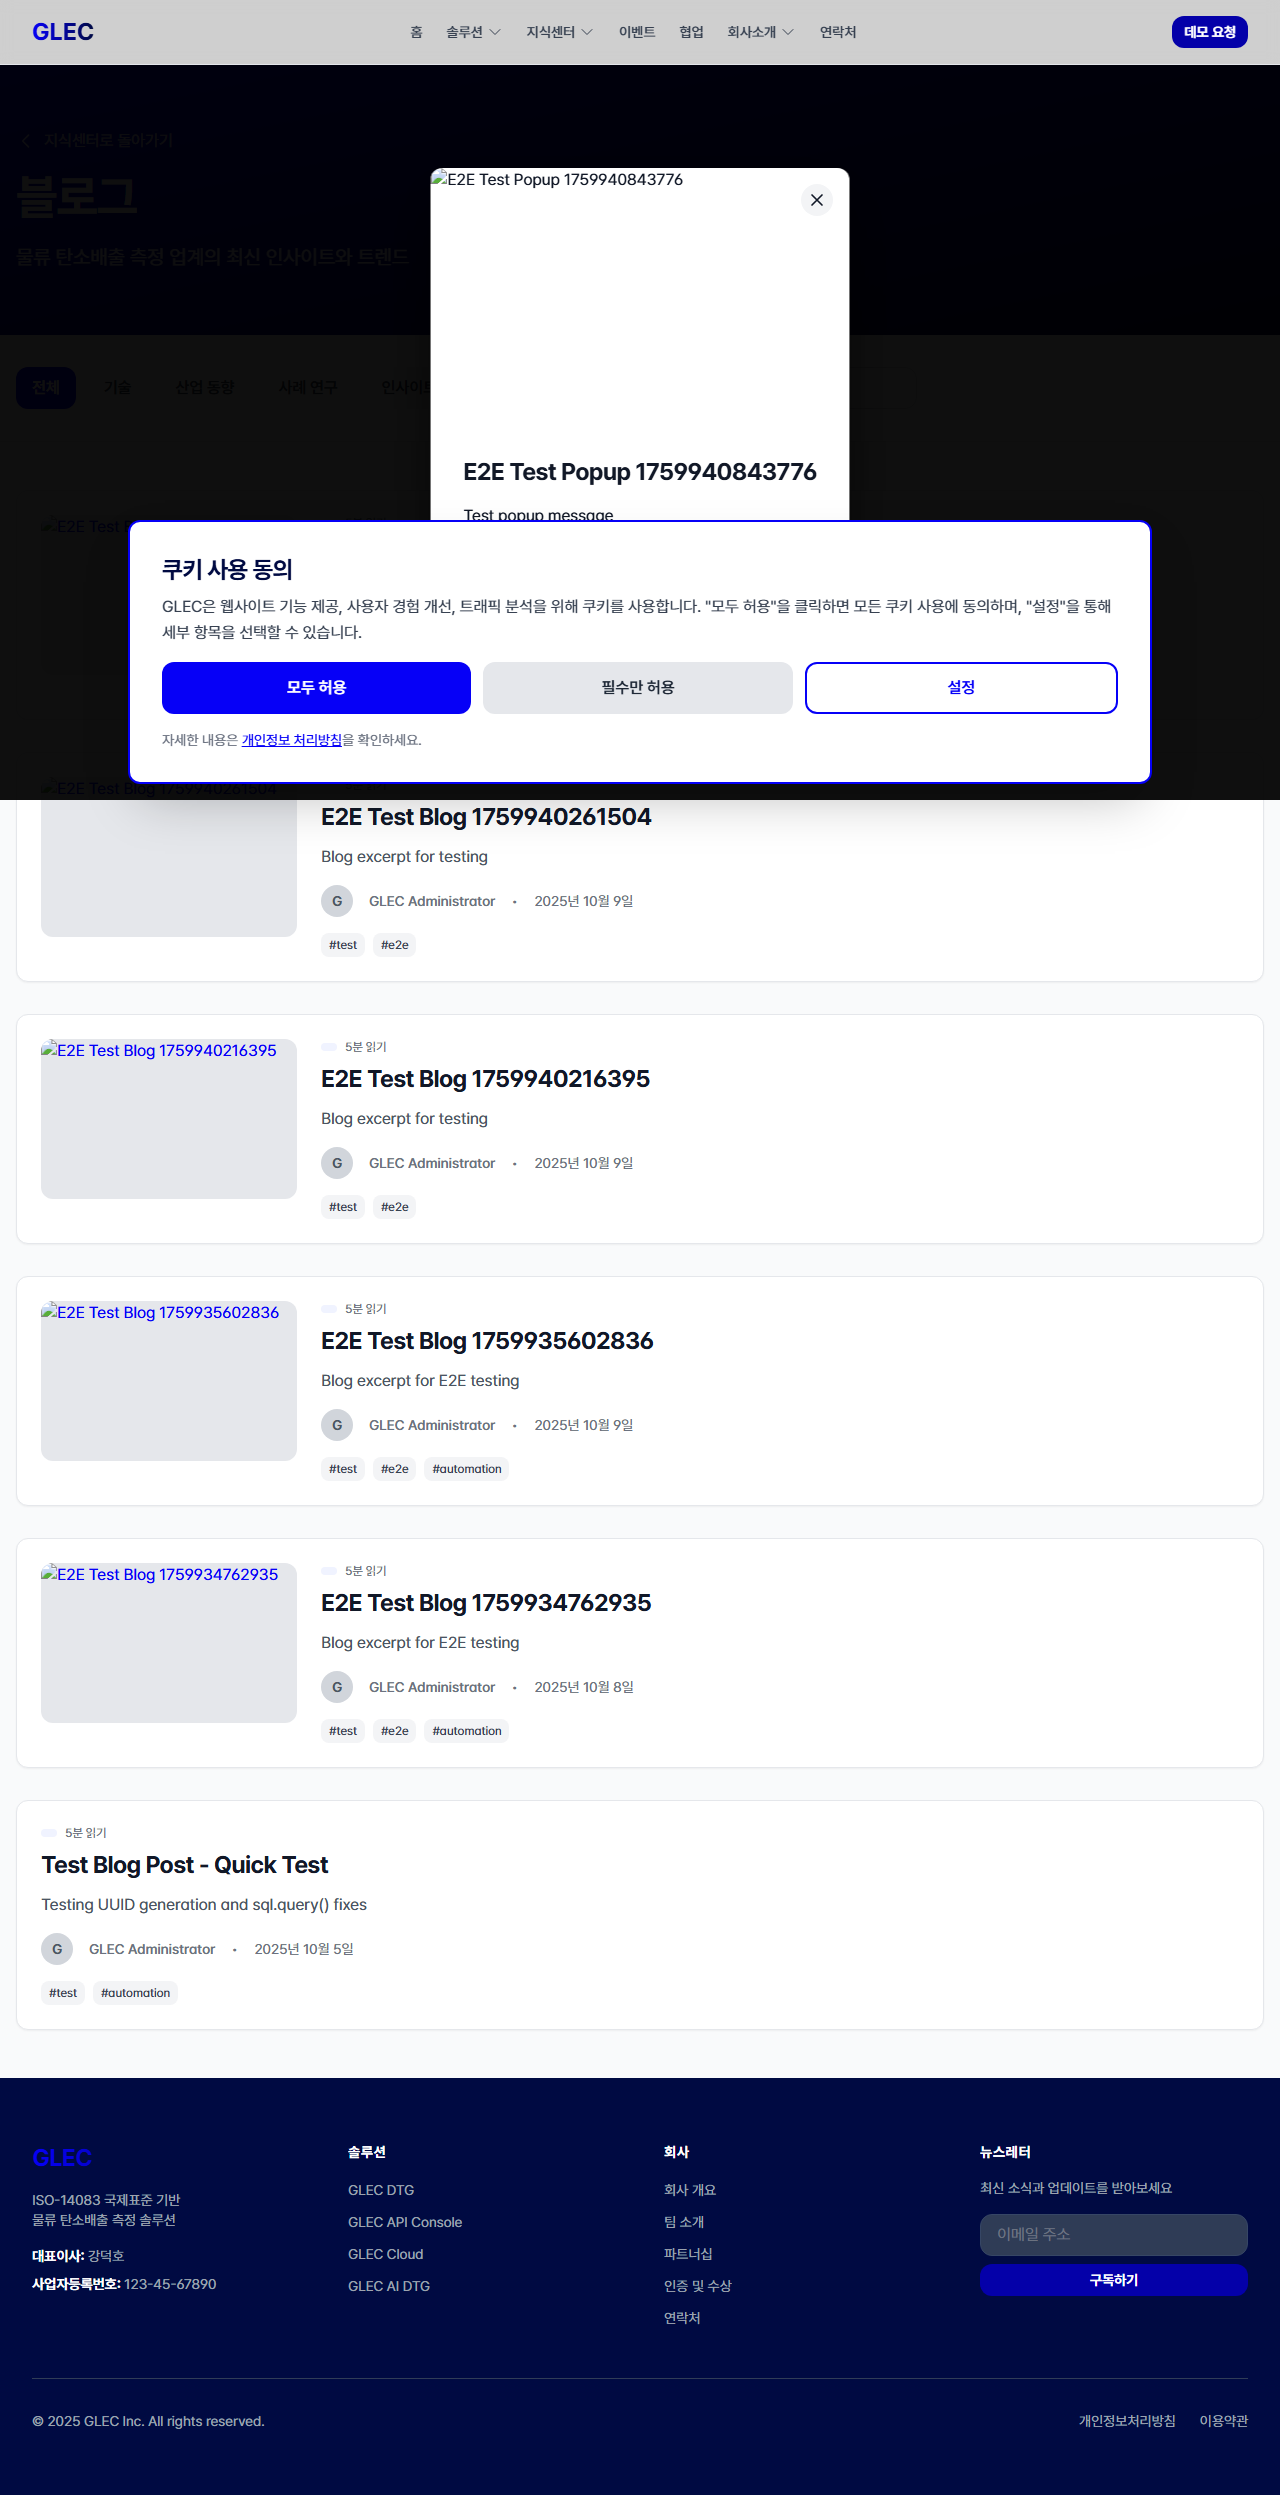 GLEC
홈
솔루션
지식센터
이벤트
협업
회사소개
연락처
데모 요청
지식센터로 돌아가기
블로그
물류 탄소배출 측정 업계의 최신 인사이트와 트렌드
전체
기술
산업 동향
사례 연구
E2E Test Popup 1759940843776
E2E Test Popup 1759940843776
Test popup message
쿠키 사용 동의
GLEC은 웹사이트 기능 제공, 사용자 경험 개선, 트래픽 분석을 위해 쿠키를 사용합니다. "모두 허용"을 클릭하면 모든 쿠키 사용에 동의하며, "설정"을 통해
세부 항목을 선택할 수 있습니다.
모두 허용
필수만 허용
설정
자세한 내용은 개인정보 처리방침을 확인하세요.
E2E Test Blog 1759940261504
E2E Test Blog 1759940261504
Blog excerpt for testing
G
GLEC Administrator
•
2025년 10월 9일
#test
#e2e
E2E Test Blog 1759940216395
5분 읽기
E2E Test Blog 1759940216395
Blog excerpt for testing
G
GLEC Administrator
•
2025년 10월 9일
#test
#e2e
E2E Test Blog 1759935602836
5분 읽기
E2E Test Blog 1759935602836
Blog excerpt for E2E testing
G
GLEC Administrator
•
2025년 10월 9일
#test
#e2e
#automation
E2E Test Blog 1759934762935
5분 읽기
E2E Test Blog 1759934762935
Blog excerpt for E2E testing
G
GLEC Administrator
•
2025년 10월 8일
#test
#e2e
#automation
5분 읽기
Test Blog Post - Quick Test
Testing UUID generation and sql.query() fixes
G
GLEC Administrator
•
2025년 10월 5일
#test
#automation
GLEC
ISO-14083 국제표준 기반
물류 탄소배출 측정 솔루션
대표이사: 강덕호
사업자등록번호: 123-45-67890
솔루션
GLEC DTG
GLEC API Console
GLEC Cloud
GLEC AI DTG
회사
회사 개요
팀 소개
파트너십
인증 및 수상
연락처
뉴스레터
최신 소식과 업데이트를 받아보세요
이메일 주소
구독하기
© 2025 GLEC Inc. All rights reserved.
개인정보처리방침
이용약관